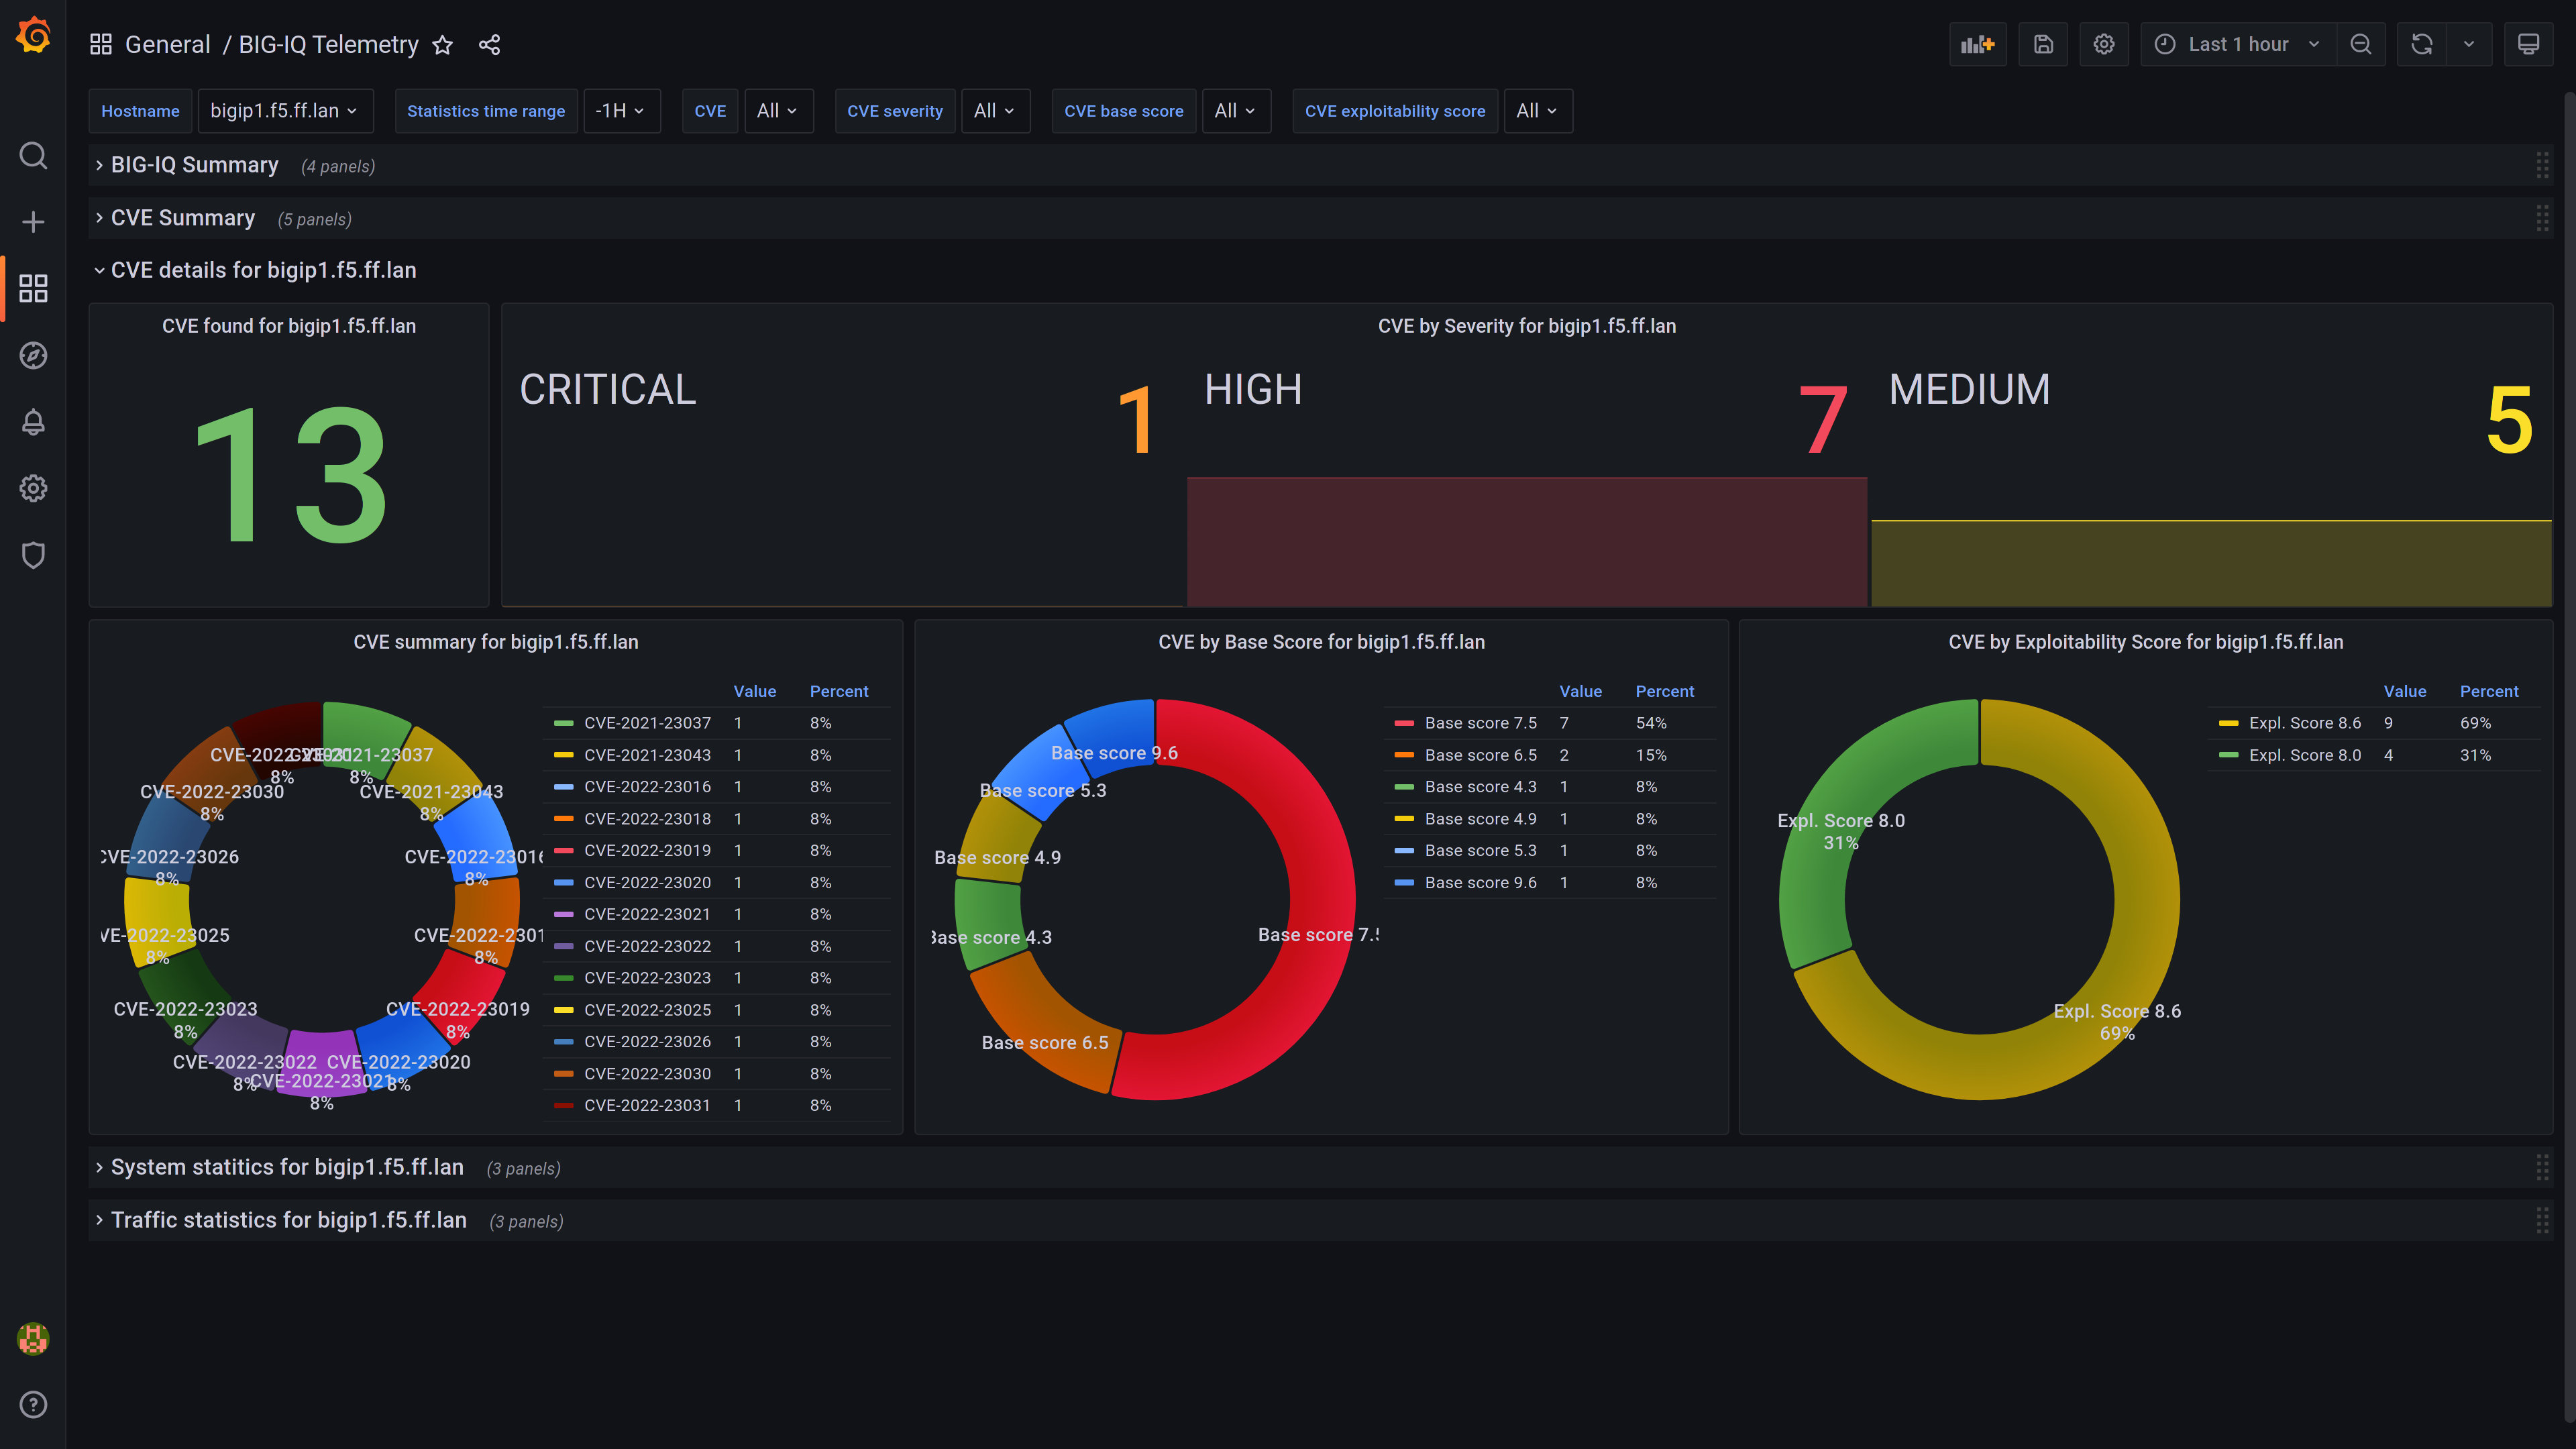 General / BIG-IQ Telemetry
Last 1 hour
Hostname bigip1.f5.ff.lan Statistics time range -1H CVE All CVE severity All CVE base score All CVE exploitability score All
BIG-IQ Summary (4 panels)
CVE Summary (5 panels)
CVE details for bigip1.f5.ff.lan
CVE found for bigip1.f5.ff.lan
13
CVE by Severity for bigip1.f5.ff.lan
CRITICAL 1
HIGH 7
MEDIUM 5
CVE summary for bigip1.f5.ff.lan
CVE-2021-23037
8%
8%
CVE-2022-23030
8%
CVE-2021-23043
8%
CVE-2022-23026
8%
CVE-2022-23016
8%
VE-2022-23025
8%
CVE-2022-2301
8%
CVE-2022-23023
8%
CVE-2022-23019
8%
CVE-2022-23022
8%
CVE-2022-23020
8%
CVE-2022-23021
8%
Value Percent
CVE-2021-23037 1 8%
CVE-2021-23043 1 8%
CVE-2022-23016 1 8%
CVE-2022-23018 1 8%
CVE-2022-23019 1 8%
CVE-2022-23020 1 8%
CVE-2022-23021 1 8%
CVE-2022-23022 1 8%
CVE-2022-23023 1 8%
CVE-2022-23025 1 8%
CVE-2022-23026 1 8%
CVE-2022-23030 1 8%
CVE-2022-23031 1 8%
CVE by Base Score for bigip1.f5.ff.lan
Base score 9.6
Base score 5.3
Base score 4.9
Base score 4.3
Base score 7.5
Base score 6.5
Value Percent
Base score 7.5 7 54%
Base score 6.5 2 15%
Base score 4.3 1 8%
Base score 4.9 1 8%
Base score 5.3 1 8%
Base score 9.6 1 8%
CVE by Exploitability Score for bigip1.f5.ff.lan
Expl. Score 8.0
31%
Expl. Score 8.6
69%
Value Percent
Expl. Score 8.6 9 69%
Expl. Score 8.0 4 31%
System statitics for bigip1.f5.ff.lan (3 panels)
Traffic statistics for bigip1.f5.ff.lan (3 panels)